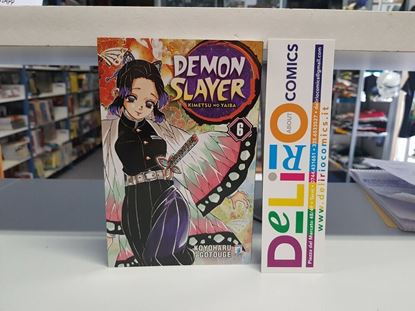 DEMON
SLAYER
KIMETSU NO YAIBA
6
KOYOHARU
GOTOUGE
DELIRIO
ABOUT
COMICS
www.deliriocomics.it